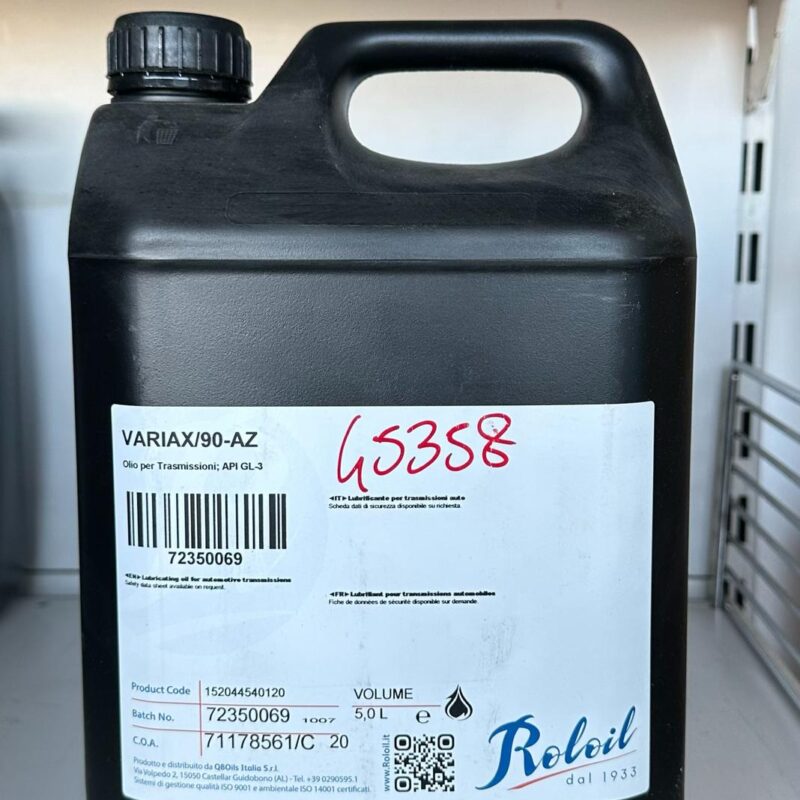 VARIAX/90-AZ
45358
Olio per Trasmissioni; API GL-3
◄IT► Lubrificante per trasmissioni auto
Scheda dati di sicurezza disponibile su richiesta.
72350069
◄EN► Lubricating oil for automotive transmissions
Safety data sheet available on request.
◄FR► Lubrifiant pour transmissions automobiles
Fiche de données de sécurité disponible sur demande.
Product Code 152044540120
Batch No. 72350069 1007
C.O.A. 71178561/C 20
VOLUME
5,0 L e
www.Roloil.it
Roloil
dal 1933
Prodotto e distribuito da QBOils Italia S.r.l.
Via Volpedo 2, 15050 Castellar Guidobono (AL) - Tel. +39 0290595.1
Sistemi di gestione qualità ISO 9001 e ambientale ISO 14001 certificati.